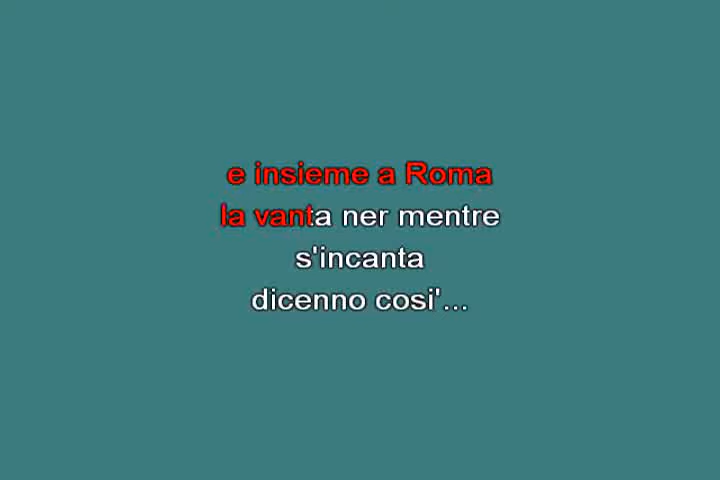 e insieme a Roma
la vanta ner mentre
s'incanta
dicenno cosi'...